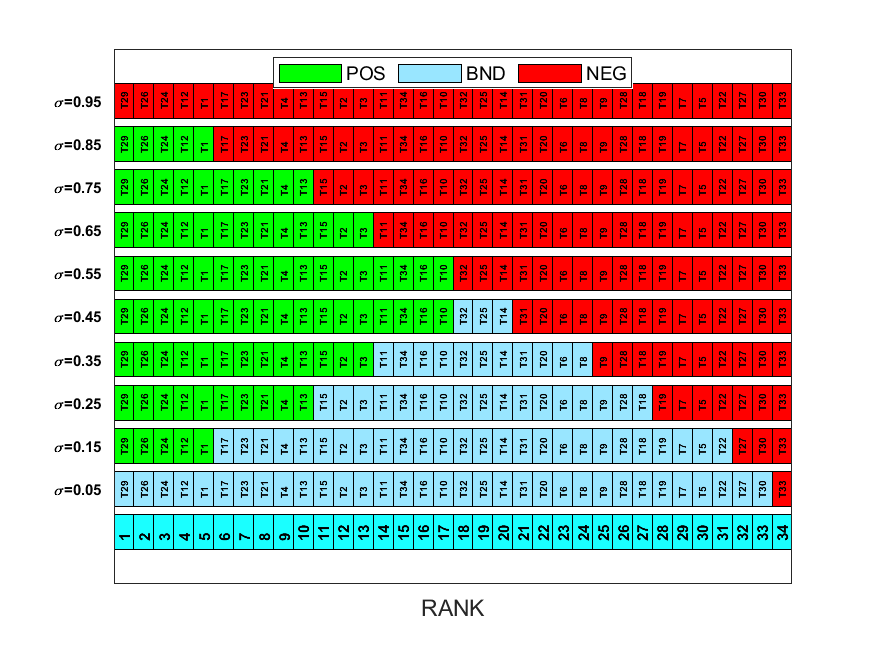 POS BND NEG
σ=0.95 T29 T26 T24 T12 T1 T17 T23 T21 T4 T13 T15 T2 T3 T11 T34 T16 T10 T32 T25 T14 T31 T20 T6 T8 T9 T28 T18 T19 T7 T5 T22 T27 T30 T33
σ=0.85 T29 T26 T24 T12 T1 T17 T23 T21 T4 T13 T15 T2 T3 T11 T34 T16 T10 T32 T25 T14 T31 T20 T6 T8 T9 T28 T18 T19 T7 T5 T22 T27 T30 T33
σ=0.75 T29 T26 T24 T12 T1 T17 T23 T21 T4 T13 T15 T2 T3 T11 T34 T16 T10 T32 T25 T14 T31 T20 T6 T8 T9 T28 T18 T19 T7 T5 T22 T27 T30 T33
σ=0.65 T29 T26 T24 T12 T1 T17 T23 T21 T4 T13 T15 T2 T3 T11 T34 T16 T10 T32 T25 T14 T31 T20 T6 T8 T9 T28 T18 T19 T7 T5 T22 T27 T30 T33
σ=0.55 T29 T26 T24 T12 T1 T17 T23 T21 T4 T13 T15 T2 T3 T11 T34 T16 T10 T32 T25 T14 T31 T20 T6 T8 T9 T28 T18 T19 T7 T5 T22 T27 T30 T33
σ=0.45 T29 T26 T24 T12 T1 T17 T23 T21 T4 T13 T15 T2 T3 T11 T34 T16 T10 T32 T25 T14 T31 T20 T6 T8 T9 T28 T18 T19 T7 T5 T22 T27 T30 T33
σ=0.35 T29 T26 T24 T12 T1 T17 T23 T21 T4 T13 T15 T2 T3 T11 T34 T16 T10 T32 T25 T14 T31 T20 T6 T8 T9 T28 T18 T19 T7 T5 T22 T27 T30 T33
σ=0.25 T29 T26 T24 T12 T1 T17 T23 T21 T4 T13 T15 T2 T3 T11 T34 T16 T10 T32 T25 T14 T31 T20 T6 T8 T9 T28 T18 T19 T7 T5 T22 T27 T30 T33
σ=0.15 T29 T26 T24 T12 T1 T17 T23 T21 T4 T13 T15 T2 T3 T11 T34 T16 T10 T32 T25 T14 T31 T20 T6 T8 T9 T28 T18 T19 T7 T5 T22 T27 T30 T33
σ=0.05 T29 T26 T24 T12 T1 T17 T23 T21 T4 T13 T15 T2 T3 T11 T34 T16 T10 T32 T25 T14 T31 T20 T6 T8 T9 T28 T18 T19 T7 T5 T22 T27 T30 T33
1 2 3 4 5 6 7 8 9 10 11 12 13 14 15 16 17 18 19 20 21 22 23 24 25 26 27 28 29 30 31 32 33 34
RANK